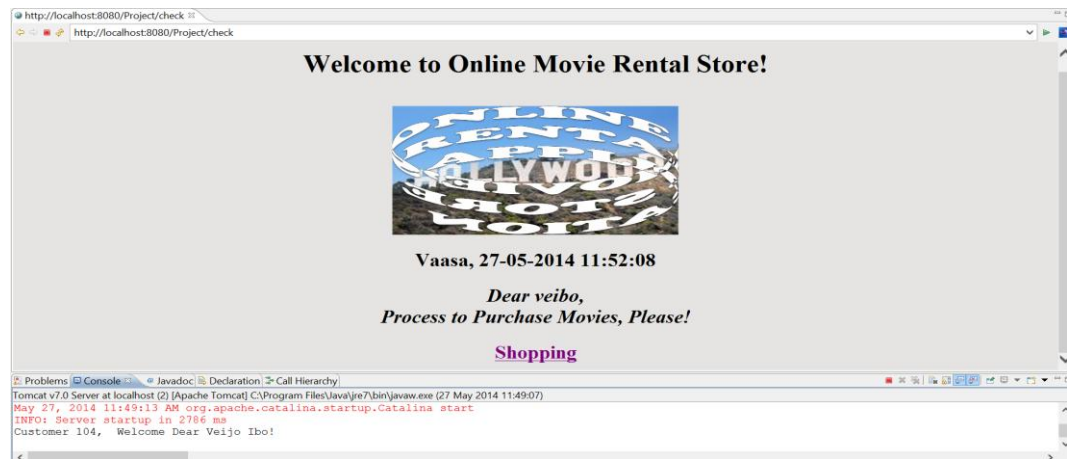 http://localhost:8080/Project/check
http://localhost:8080/Project/check
Welcome to Online Movie Rental Store!
ONLINE
RENTA
APPL
HOLLYWOOD
Vaasa, 27-05-2014 11:52:08
Dear veibo,
Process to Purchase Movies, Please!
Shopping
Problems Console Javadoc Declaration Call Hierarchy
Tomcat v7.0 Server at localhost (2) [Apache Tomcat] C:\Program Files\Java\jre7\bin\javaw.exe (27 May 2014 11:49:07)
May 27, 2014 11:49:13 AM org.apache.catalina.startup.Catalina start
INFO: Server startup in 2786 ms
Customer 104, Welcome Dear Veijo Ibo!